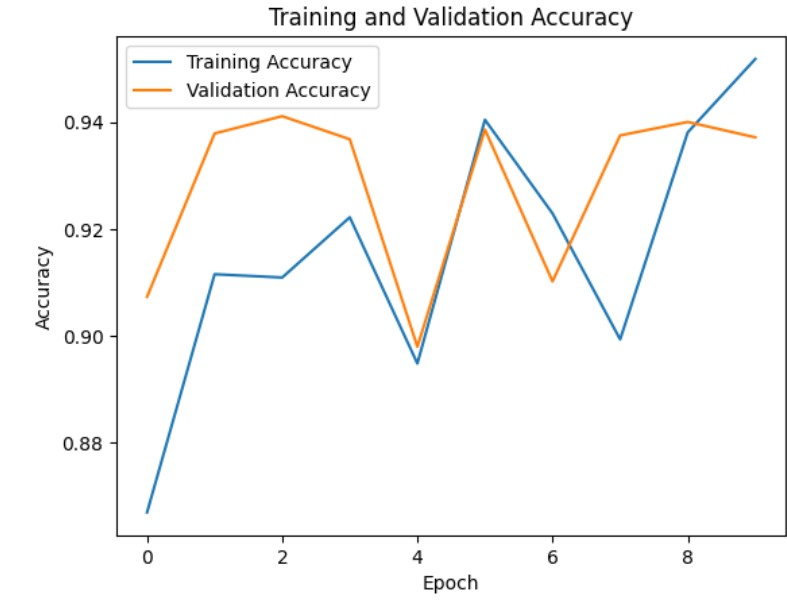 Training and Validation Accuracy
Training Accuracy
Validation Accuracy
0.94
0.92
0.90
0.88
Accuracy
0
2
4
6
8
Epoch